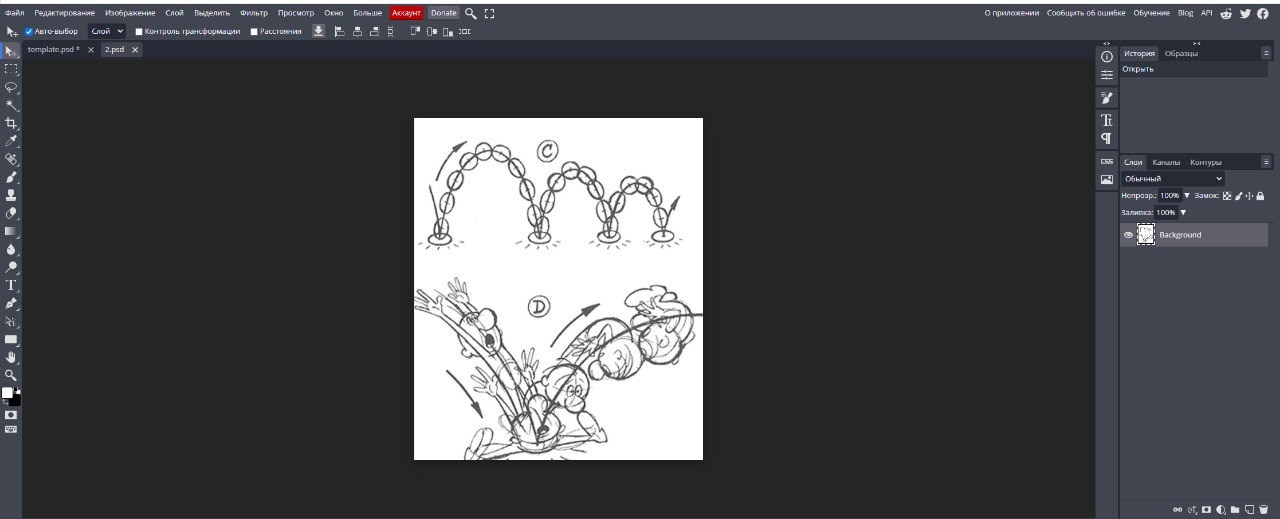 Файл Редактирование Изображение Слой Выделить Фильтр Просмотр Окно Больше Аккаунт Donate О приложении Сообщить об ошибке Обучение Blog API
Авто-выбор Слой Контроль трансформации Расстояния
template.psd * 2.psd
История Образцы
Открыть
CSS
Слои Каналы Контуры
Обычный
Непрозр.: 100% Замок:
Заливка: 100%
Background
C
D